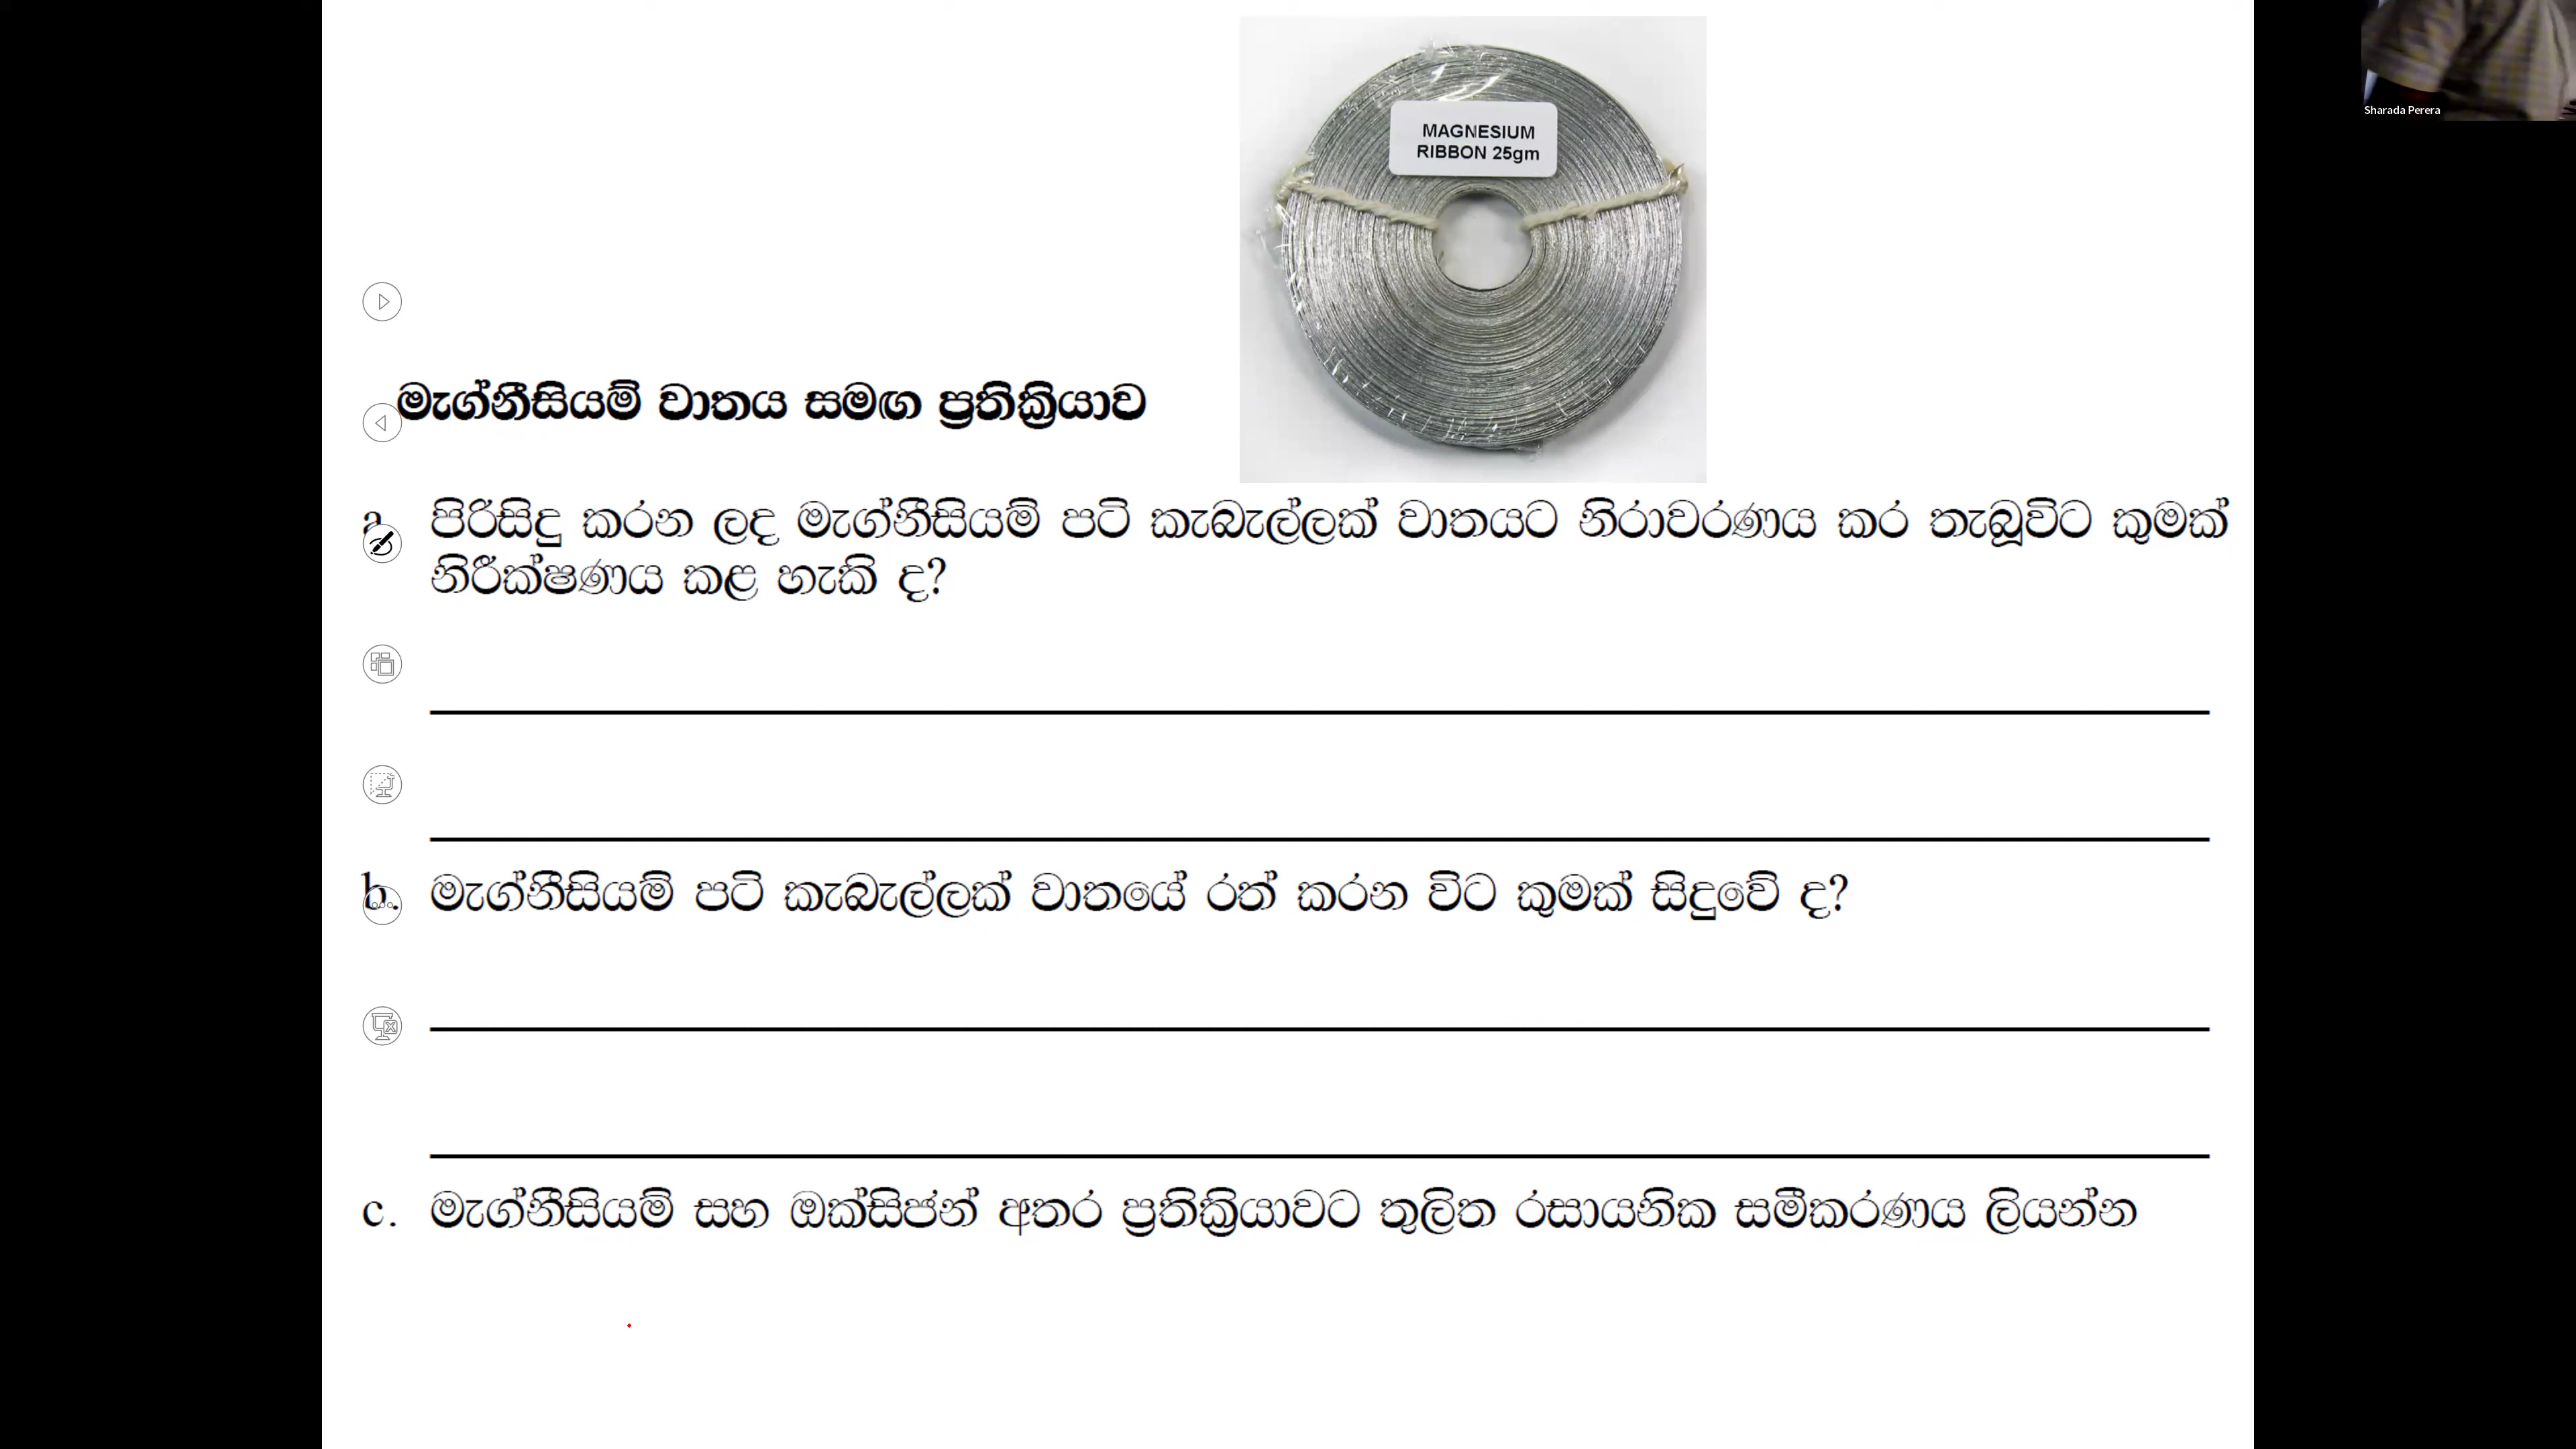 Sharada Perera
MAGNESIUM
RIBBON 25gm
මැග්නීසියම් වාතය සමඟ ප්‍රතික්‍රියාව
a. පිරිසිදු කරන ලද මැග්නීසියම් පටි කැබැල්ලක් වාතයට නිරාවරණය කර තැබූවිට කුමක්
නිරීක්ෂණය කළ හැකි ද?
b. මැග්නීසියම් පටි කැබැල්ලක් වාතයේ රත් කරන විට කුමක් සිදුවේ ද?
c. මැග්නීසියම් සහ ඔක්සිජන් අතර ප්‍රතික්‍රියාවට තුලිත රසායනික සමීකරණය ලියන්න